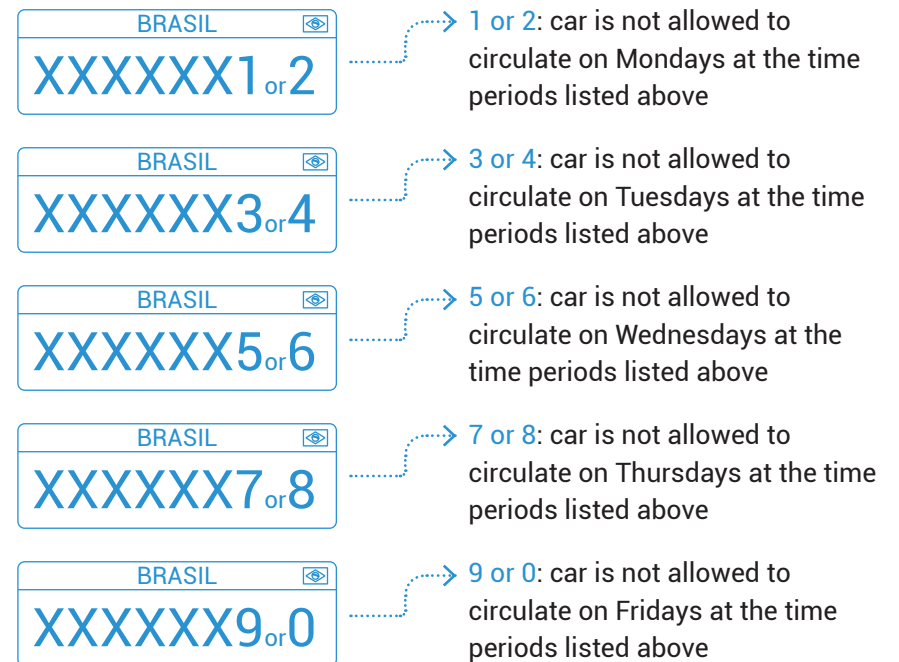 BRASIL
XXXXXX1or2
1 or 2: car is not allowed to
circulate on Mondays at the time
periods listed above
BRASIL
XXXXXX3or4
3 or 4: car is not allowed to
circulate on Tuesdays at the time
periods listed above
BRASIL
XXXXXX5or6
5 or 6: car is not allowed to
circulate on Wednesdays at the
time periods listed above
BRASIL
XXXXXX7or8
7 or 8: car is not allowed to
circulate on Thursdays at the time
periods listed above
BRASIL
XXXXXX9or0
9 or 0: car is not allowed to
circulate on Fridays at the time
periods listed above